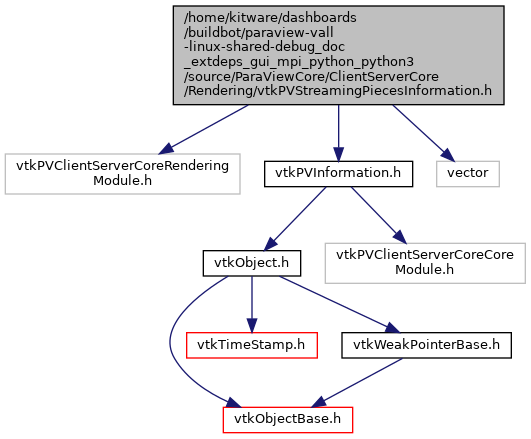 /home/kitware/dashboards
/buildbot/paraview-vall
-linux-shared-debug_doc
_extdeps_gui_mpi_python_python3
/source/ParaViewCore/ClientServerCore
/Rendering/vtkPVStreamingPiecesInformation.h
vtkPVClientServerCoreRendering
Module.h
vtkPVInformation.h
vector
vtkObject.h
vtkPVClientServerCoreCore
Module.h
vtkTimeStamp.h
vtkWeakPointerBase.h
vtkObjectBase.h